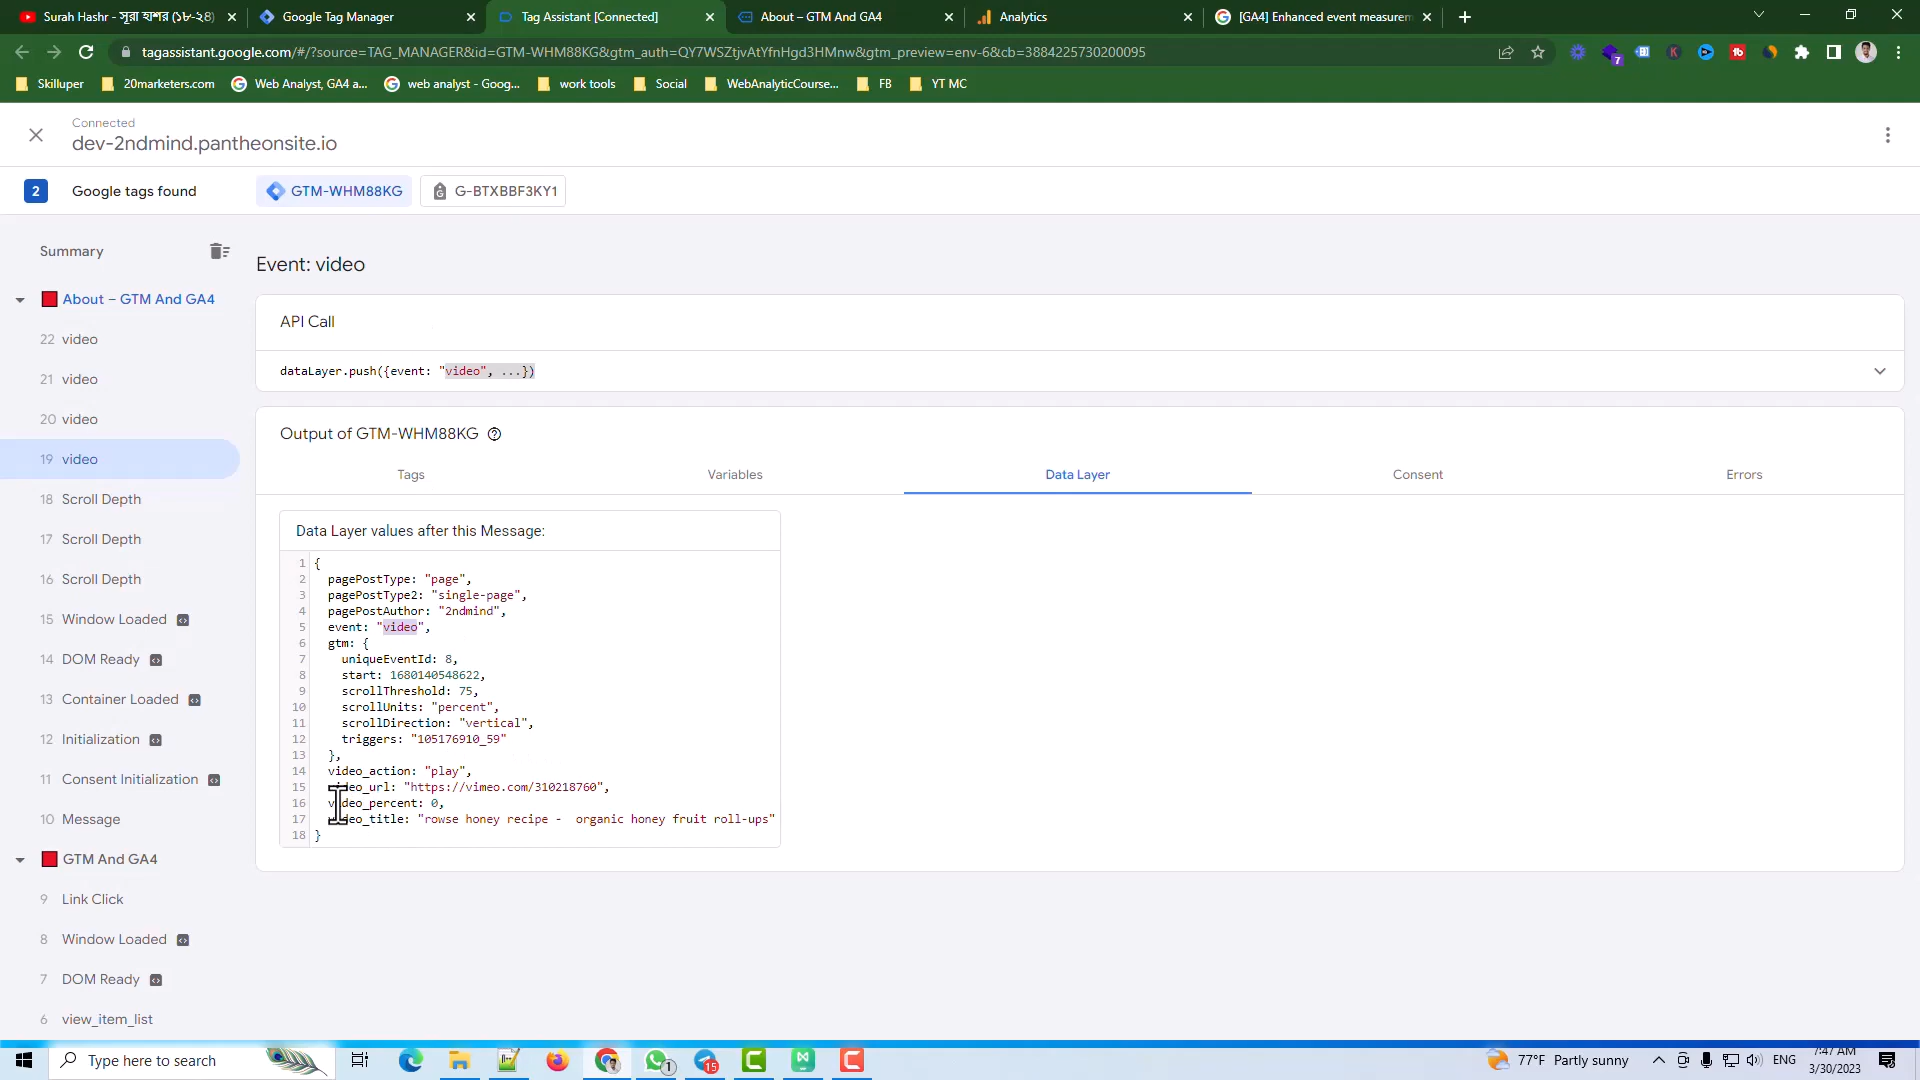 Surah Hashr - সূরা হাশর (১৮-২৪)
Google Tag Manager
Tag Assistant [Connected]
About – GTM And GA4
Analytics
[GA4] Enhanced event measurem
tagassistant.google.com/#/?source=TAG_MANAGER&id=GTM-WHM88KG&gtm_auth=QY7WSZtjvAtYfnHgd3HMnw&gtm_preview=env-6&cb=3884225730200095
7
Skilluper
20marketers.com
Web Analyst, GA4 a...
web analyst - Goog...
work tools
Social
WebAnalyticCourse...
FB
YT MC
Connected
dev-2ndmind.pantheonsite.io
2
Google tags found
GTM-WHM88KG
G-BTXBBF3KY1
Summary
About – GTM And GA4
22 video
21 video
20 video
19 video
18 Scroll Depth
17 Scroll Depth
16 Scroll Depth
15 Window Loaded
14 DOM Ready
13 Container Loaded
12 Initialization
11 Consent Initialization
10 Message
GTM And GA4
9 Link Click
8 Window Loaded
7 DOM Ready
6 view_item_list
Event: video
API Call
dataLayer.push({event: "video", ...})
Output of GTM-WHM88KG
Tags
Variables
Data Layer
Consent
Errors
Data Layer values after this Message:
1 {
2 pagePostType: "page",
3 pagePostType2: "single-page",
4 pagePostAuthor: "2ndmind",
5 event: "video",
6 gtm: {
7 uniqueEventId: 8,
8 start: 1680140548622,
9 scrollThreshold: 75,
10 scrollUnits: "percent",
11 scrollDirection: "vertical",
12 triggers: "105176910_59"
13 },
14 video_action: "play",
15 video_url: "https://vimeo.com/310218760",
16 video_percent: 0,
17 video_title: "rowse honey recipe - organic honey fruit roll-ups"
18 }
Type here to search
1
15
77°F Partly sunny
ENG
7:47 AM
3/30/2023